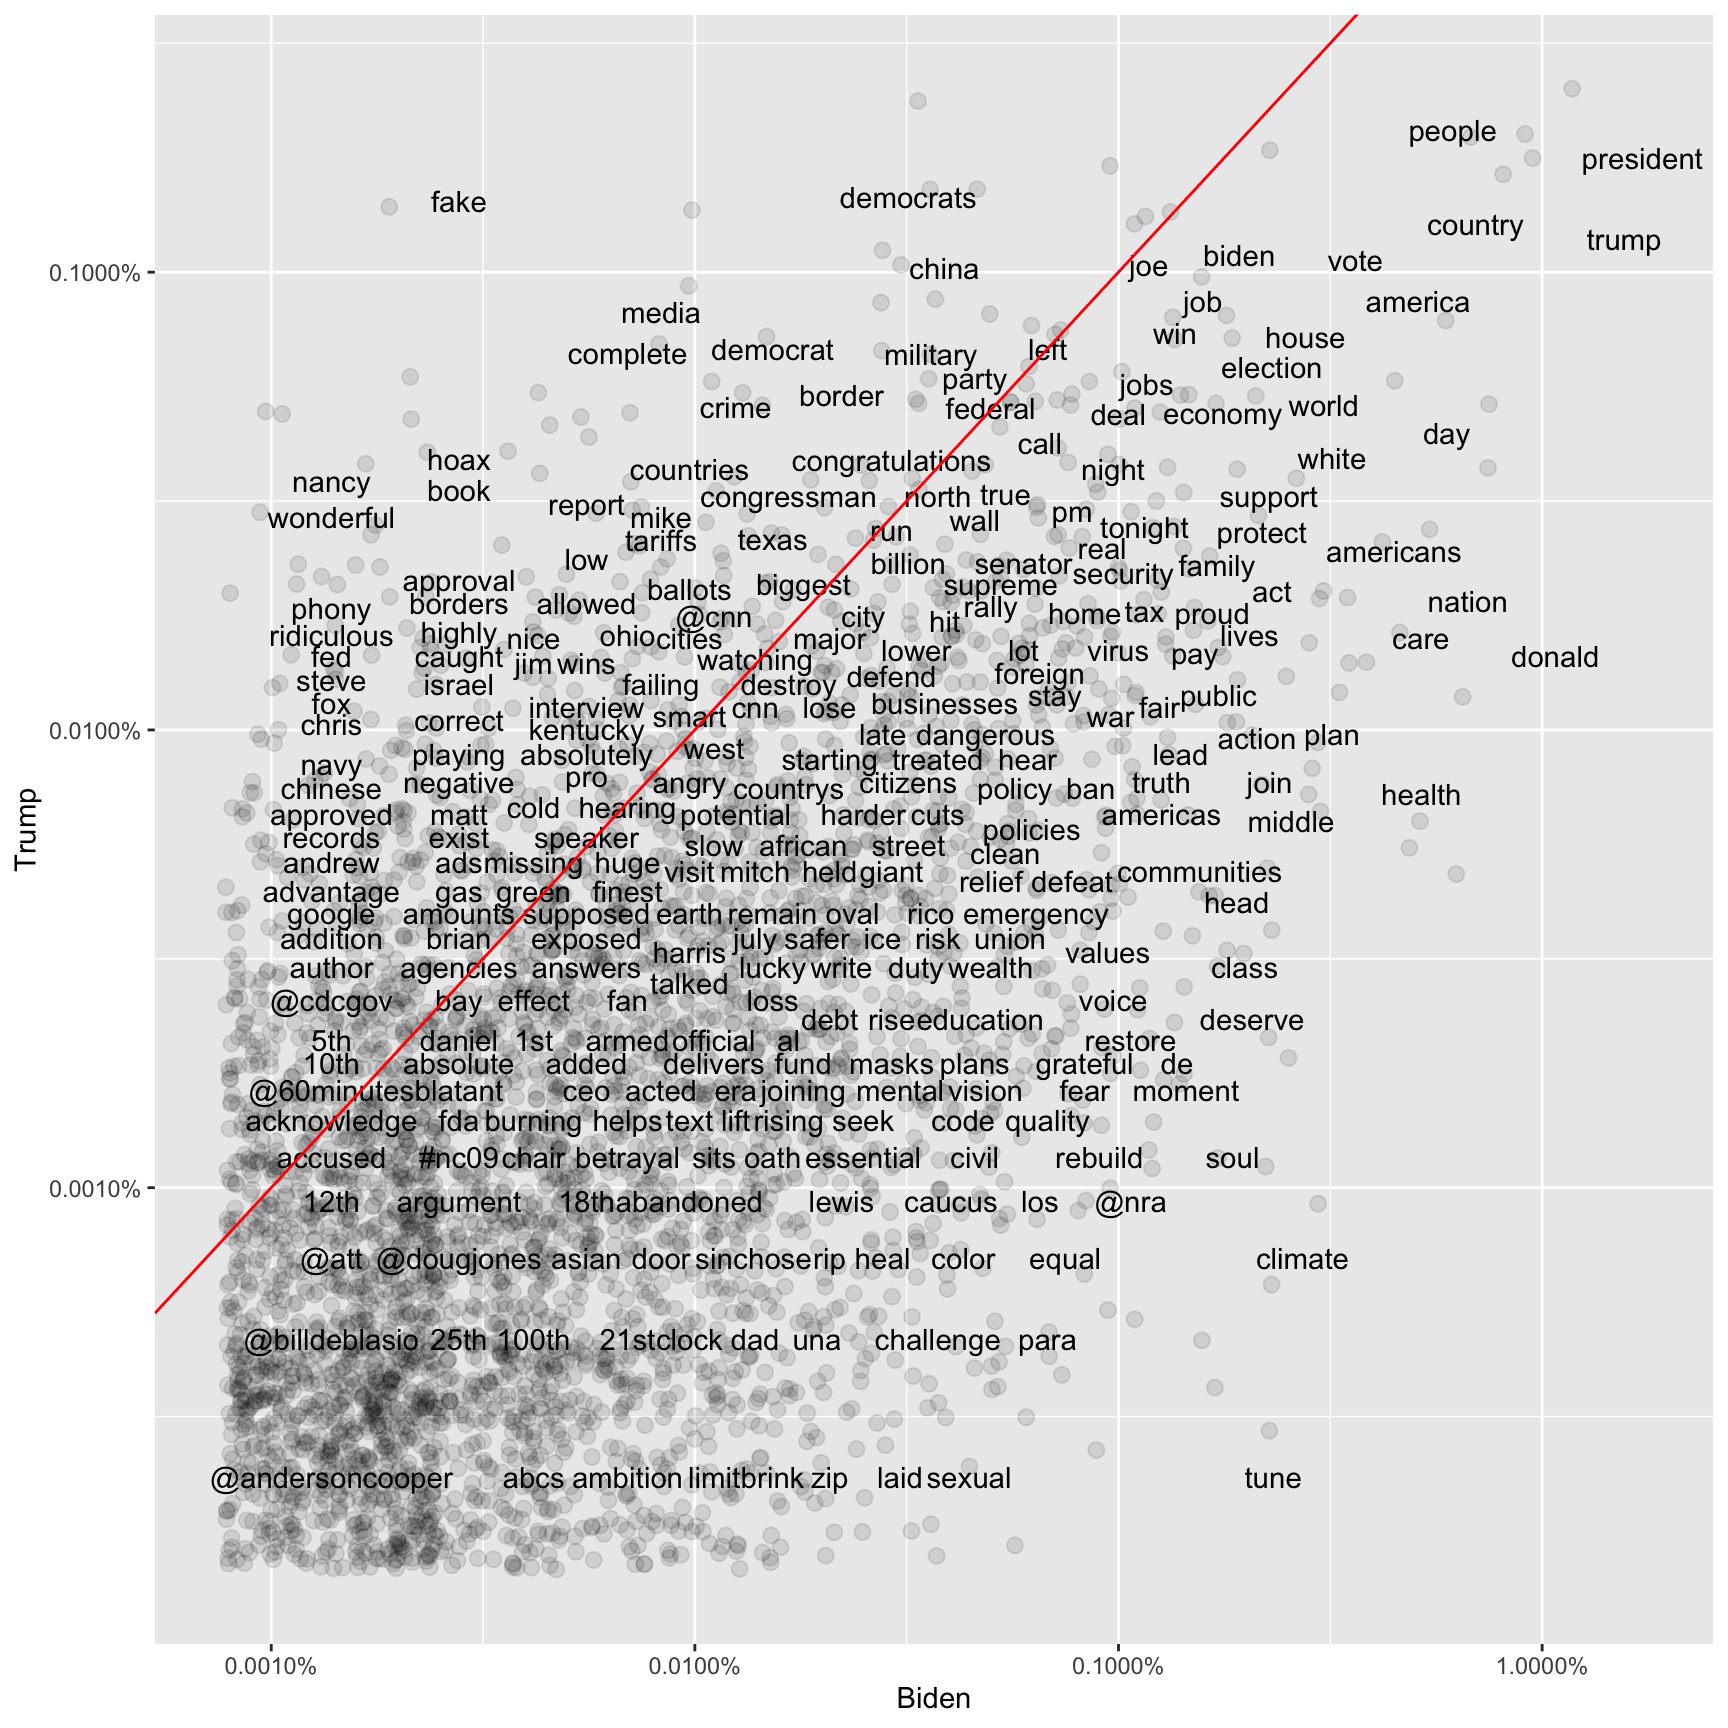 people
president
fake
democrats
country
trump
biden
vote
joe
china
0.1000%
job
america
media
win
house
complete
democrat
military
left
election
party
jobs
border
crime
federal
deal
economy
world
day
call
hoax
countries
congratulations
night
white
nancy
book
report
congressman
north
true
support
wonderful
mike
wall
pm
tonight
protect
tariffs
texas
run
real
americans
low
billion
senator
security
family
approval
ballots
biggest
supreme
act
nation
phony
borders
allowed
@cnn
city
hit
rally
home
tax
proud
ridiculous
highly
nice
ohio
cities
major
lives
care
fed
caught
jim
wins
watching
lower
lot
virus
pay
donald
steve
israel
failing
destroy
defend
foreign
fox
interview
smart
cnn
lose
businesses
stay
fair
public
chris
correct
kentucky
war
0.0100%
late
dangerous
action
plan
navy
playing
absolutely
west
starting
treated
hear
lead
chinese
negative
pro
angry
countrys
citizens
policy
ban
truth
join
health
approved
matt
cold
hearing
potential
harder
cuts
americas
middle
records
exist
speaker
slow
african
street
policies
andrew
ads
missing
huge
visit
mitch
held
giant
clean
communities
advantage
gas
green
finest
relief
defeat
head
google
amounts
supposed
earth
remain
oval
rico
emergency
addition
brian
exposed
harris
july
safer
ice
risk
union
values
author
agencies
answers
talked
lucky
write
duty
wealth
class
@cdcgov
bay
effect
fan
loss
voice
debt
rise
education
deserve
5th
daniel
1st
armed
official
al
restore
10th
absolute
added
delivers
fund
masks
plans
grateful
de
@60minutes
blatant
ceo
acted
era
joining
mental
vision
fear
moment
acknowledge
fda
burning
helps
text
lift
rising
seek
code
quality
accused
#nc09
chair
betrayal
sits
oath
essential
civil
rebuild
soul
0.0010%
12th
argument
18th
abandoned
lewis
caucus
los
@nra
@att
@dougjones
asian
door
sin
chose
rip
heal
color
equal
climate
@billdeblasio
25th
100th
21st
clock
dad
una
challenge
para
@andersoncooper
abcs
ambition
limit
brink
zip
laid
sexual
tune
0.0010%
0.0100%
0.1000%
1.0000%
Biden
Trump